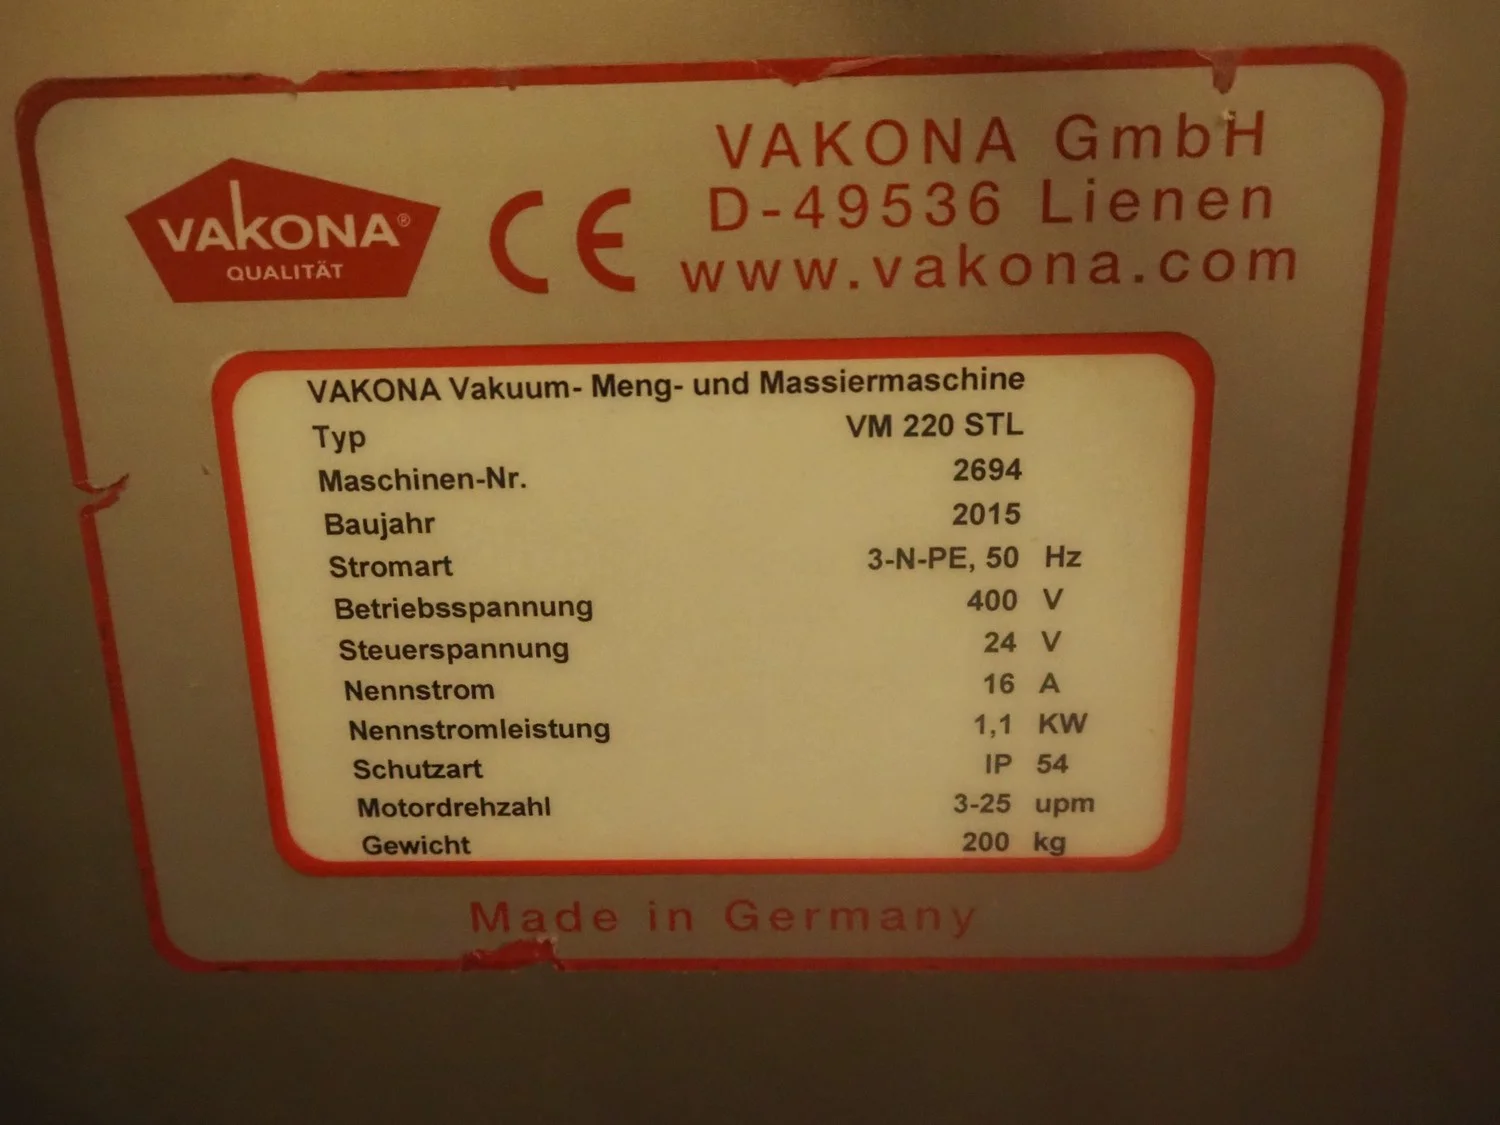 VAKONA®
QUALITÄT
CE
VAKONA GmbH
D-49536 Lienen
www.vakona.com
VAKONA Vakuum- Meng- und Massiermaschine
Typ VM 220 STL
Maschinen-Nr. 2694
Baujahr 2015
Stromart 3-N-PE, 50 Hz
Betriebsspannung 400 V
Steuerspannung 24 V
Nennstrom 16 A
Nennstromleistung 1,1 KW
Schutzart IP 54
Motordrehzahl 3-25 upm
Gewicht 200 kg
Made in Germany